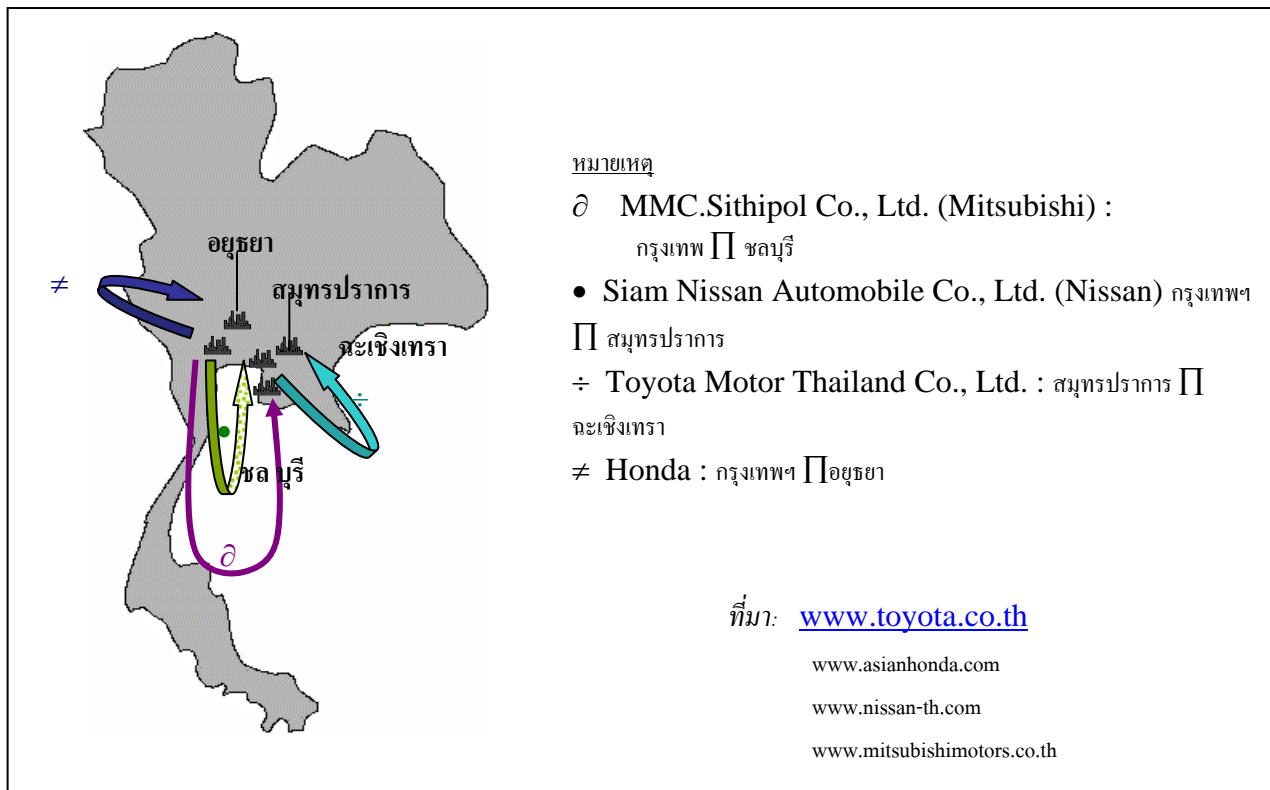 อยุธยา
≠
สมุทรปราการ
ฉะเชิงเทรา
÷
•
ชล บุรี
∂
หมายเหตุ
∂ MMC.Sithipol Co., Ltd. (Mitsubishi) :
กรุงเทพ ∏ ชลบุรี
• Siam Nissan Automobile Co., Ltd. (Nissan) กรุงเทพฯ
∏ สมุทรปราการ
÷ Toyota Motor Thailand Co., Ltd. : สมุทรปราการ ∏
ฉะเชิงเทรา
≠ Honda : กรุงเทพฯ ∏อยุธยา
ที่มา: www.toyota.co.th
www.asianhonda.com
www.nissan-th.com
www.mitsubishimotors.co.th